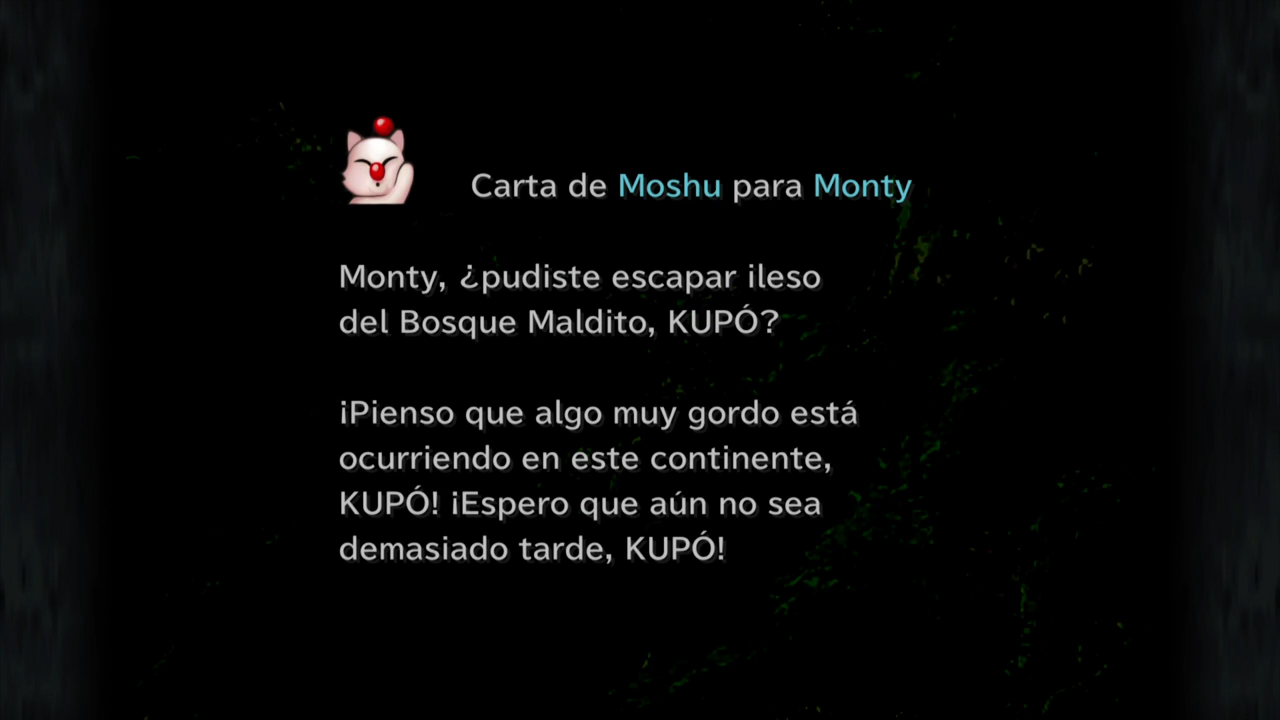 Carta de Moshu para Monty
Monty, ¿pudiste escapar ileso
del Bosque Maldito, KUPÓ?
¡Pienso que algo muy gordo está
ocurriendo en este continente,
KUPÓ! ¡Espero que aún no sea
demasiado tarde, KUPÓ!